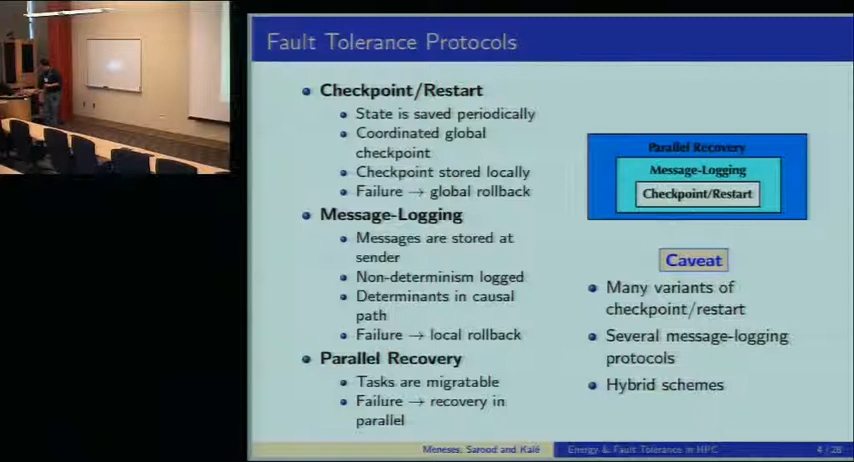 Fault Tolerance Protocols
Checkpoint/Restart
State is saved periodically
Coordinated global
checkpoint
Checkpoint stored locally
Failure → global rollback
Message-Logging
Messages are stored at
sender
Non-determinism logged
Determinants in causal
path
Failure → local rollback
Parallel Recovery
Tasks are migratable
Failure → recovery in
parallel
Parallel Recovery
Message-Logging
Checkpoint/Restart
Caveat
Many variants of
checkpoint/restart
Several message-logging
protocols
Hybrid schemes
Meneses, Sarood and Kalé
Energy & Fault Tolerance in HPC
4 / 28